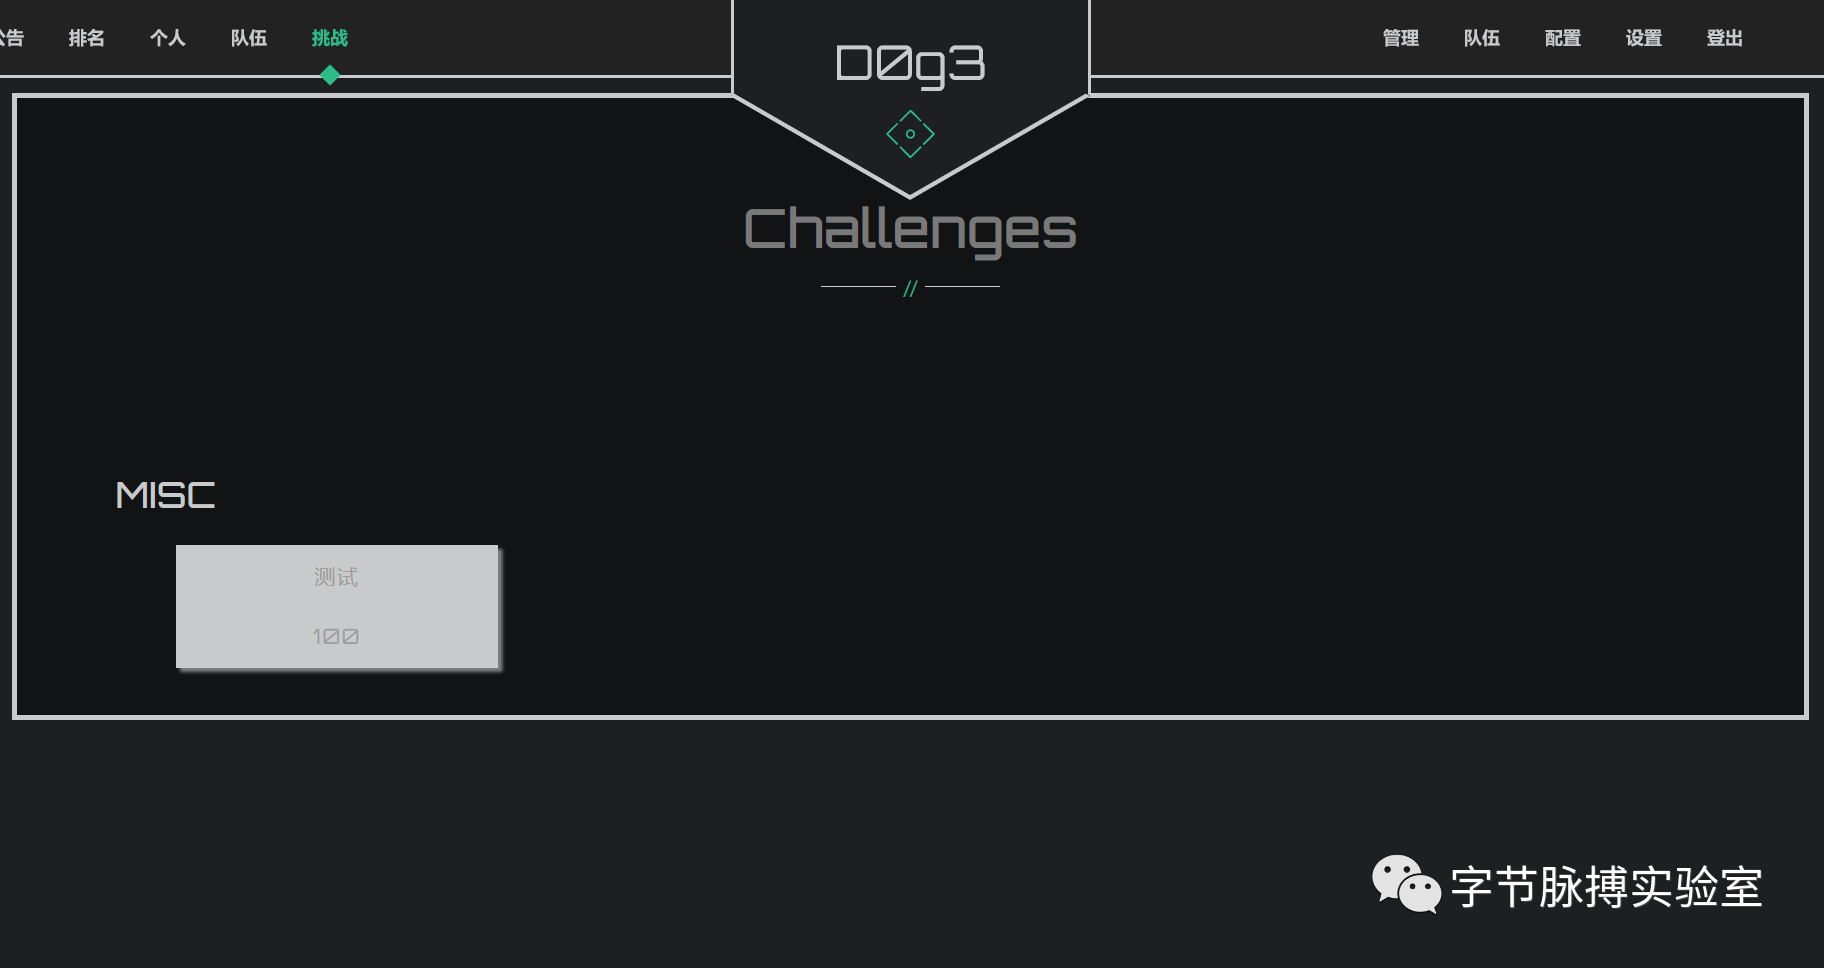 告 排名 个人 队伍 挑战
D0g3
管理 队伍 配置 设置 登出
Challenges
//
MISC
测试
100
字节脉搏实验室